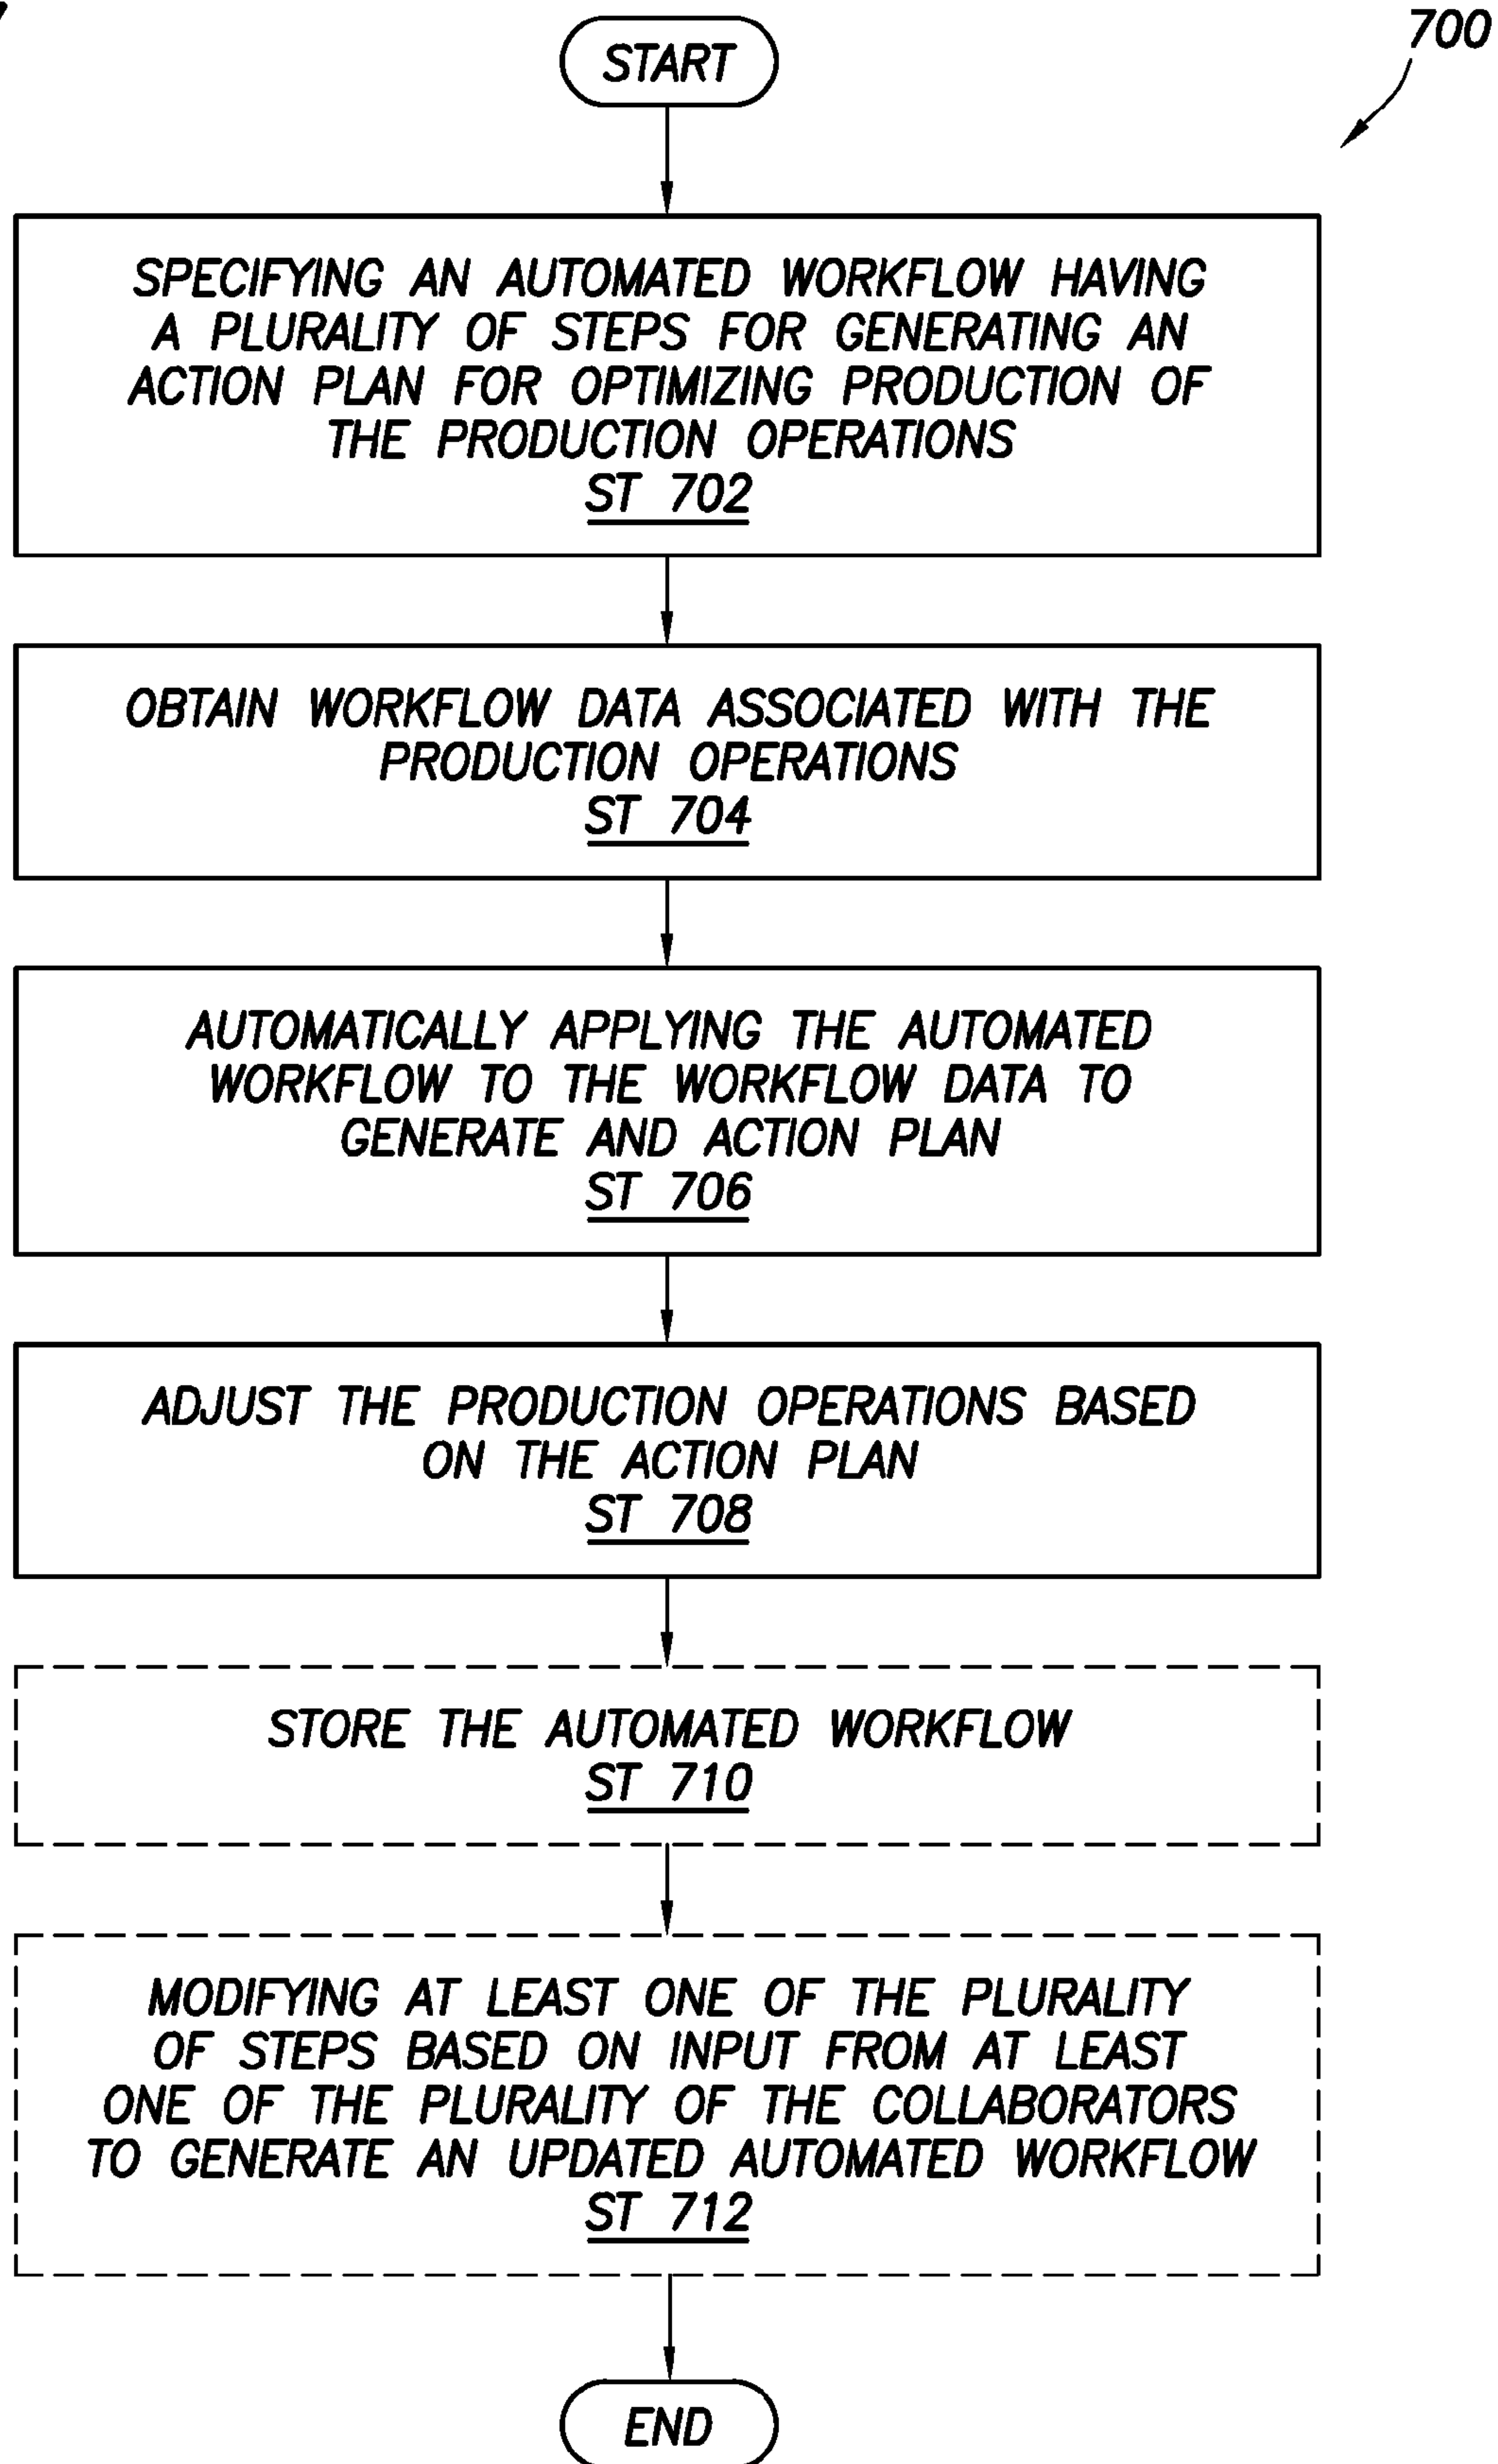 700
START
SPECIFYING AN AUTOMATED WORKFLOW HAVING
A PLURALITY OF STEPS FOR GENERATING AN
ACTION PLAN FOR OPTIMIZING PRODUCTION OF
THE PRODUCTION OPERATIONS
ST 702
OBTAIN WORKFLOW DATA ASSOCIATED WITH THE
PRODUCTION OPERATIONS
ST 704
AUTOMATICALLY APPLYING THE AUTOMATED
WORKFLOW TO THE WORKFLOW DATA TO
GENERATE AND ACTION PLAN
ST 706
ADJUST THE PRODUCTION OPERATIONS BASED
ON THE ACTION PLAN
ST 708
STORE THE AUTOMATED WORKFLOW
ST 710
MODIFYING AT LEAST ONE OF THE PLURALITY
OF STEPS BASED ON INPUT FROM AT LEAST
ONE OF THE PLURALITY OF THE COLLABORATORS
TO GENERATE AN UPDATED AUTOMATED WORKFLOW
ST 712
END